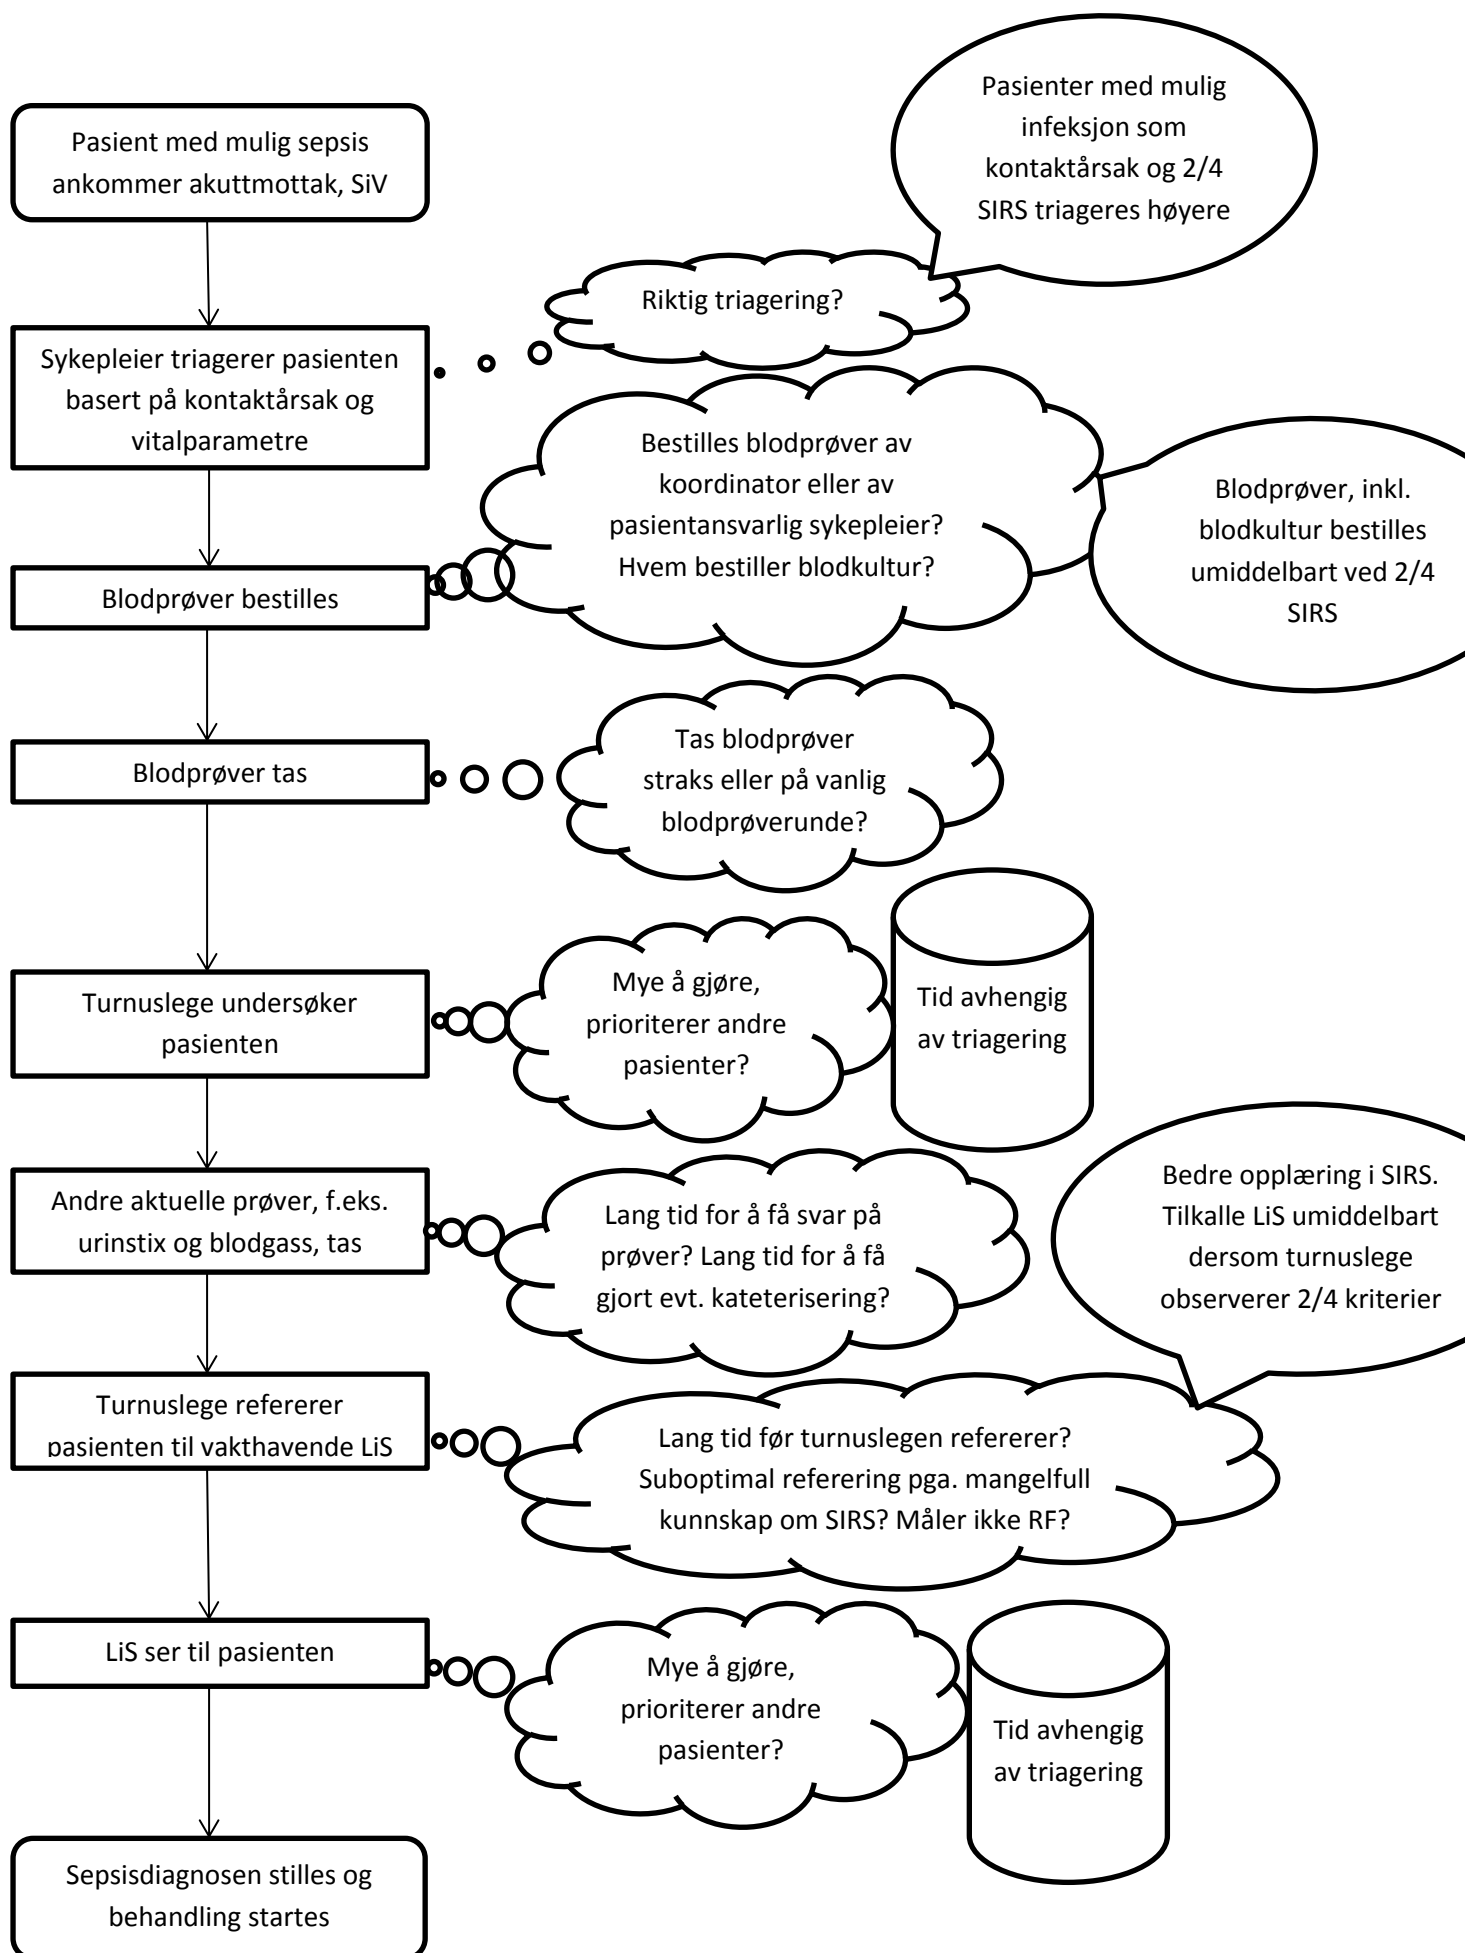 Pasienter med mulig
infeksjon som
kontaktårsak og 2/4
SIRS triageres høyere
Pasient med mulig sepsis
ankommer akuttmottak, SiV
Riktig triagering?
Sykepleier triagerer pasienten
basert på kontaktårsak og
vitalparametre
Bestilles blodprøver av
koordinator eller av
pasientansvarlig sykepleier?
Hvem bestiller blodkultur?
Blodprøver, inkl.
blodkultur bestilles
umiddelbart ved 2/4
SIRS
Blodprøver bestilles
Blodprøver tas
Tas blodprøver
straks eller på vanlig
blodprøverunde?
Turnuslege undersøker
pasienten
Mye å gjøre,
prioriterer andre
pasienter?
Tid avhengig
av triagering
Andre aktuelle prøver, f.eks.
urinstix og blodgass, tas
Lang tid for å få svar på
prøver? Lang tid for å få
gjort evt. kateterisering?
Bedre opplæring i SIRS.
Tilkalle LiS umiddelbart
dersom turnuslege
observerer 2/4 kriterier
Turnuslege refererer
pasienten til vakthavende LiS
Lang tid før turnuslegen refererer?
Suboptimal referering pga. mangelfull
kunnskap om SIRS? Måler ikke RF?
LiS ser til pasienten
Mye å gjøre,
prioriterer andre
pasienter?
Tid avhengig
av triagering
Sepsisdiagnosen stilles og
behandling startes